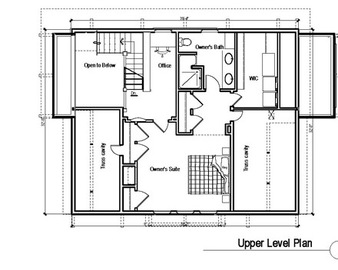 Owner's Bath
Open to Below
Office
WIC
Truss cavity
Owner's Suite
Truss cavity
Upper Level Plan